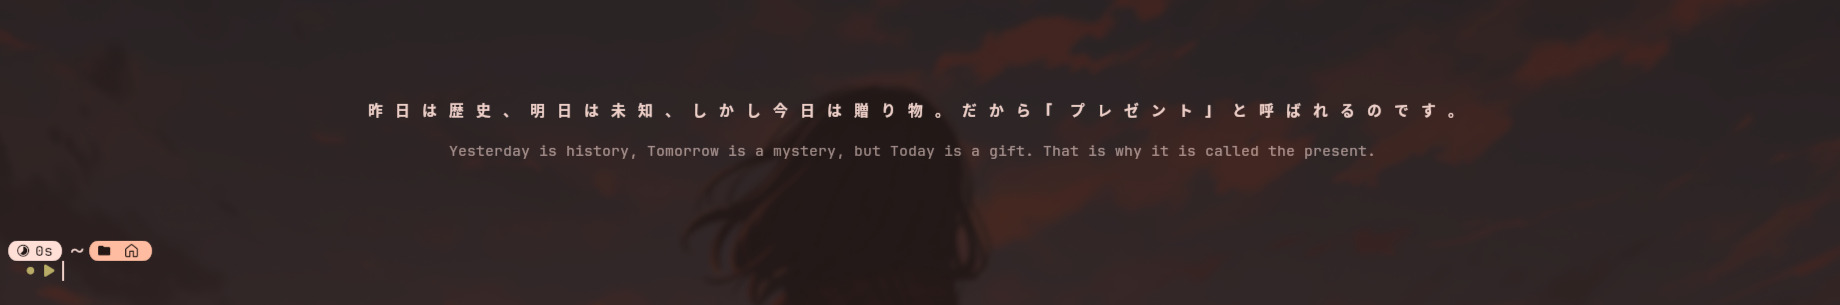 昨日は歴史、明日は未知、しかし今日は贈り物。だから「プレゼント」と呼ばれるのです。
Yesterday is history, Tomorrow is a mystery, but Today is a gift. That is why it is called the present.
0s ~